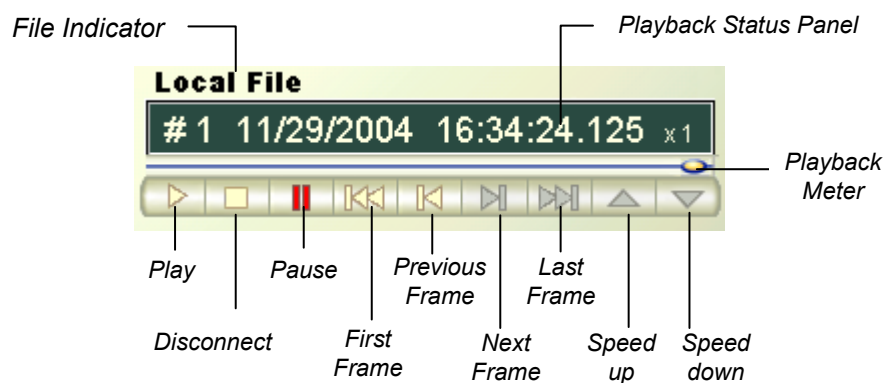 File Indicator
Playback Status Panel
Local File
# 1 11/29/2004 16:34:24.125 x 1
Playback
Meter
Play
Pause
Previous
Frame
Last
Frame
Disconnect
First
Frame
Next
Frame
Speed
up
Speed
down